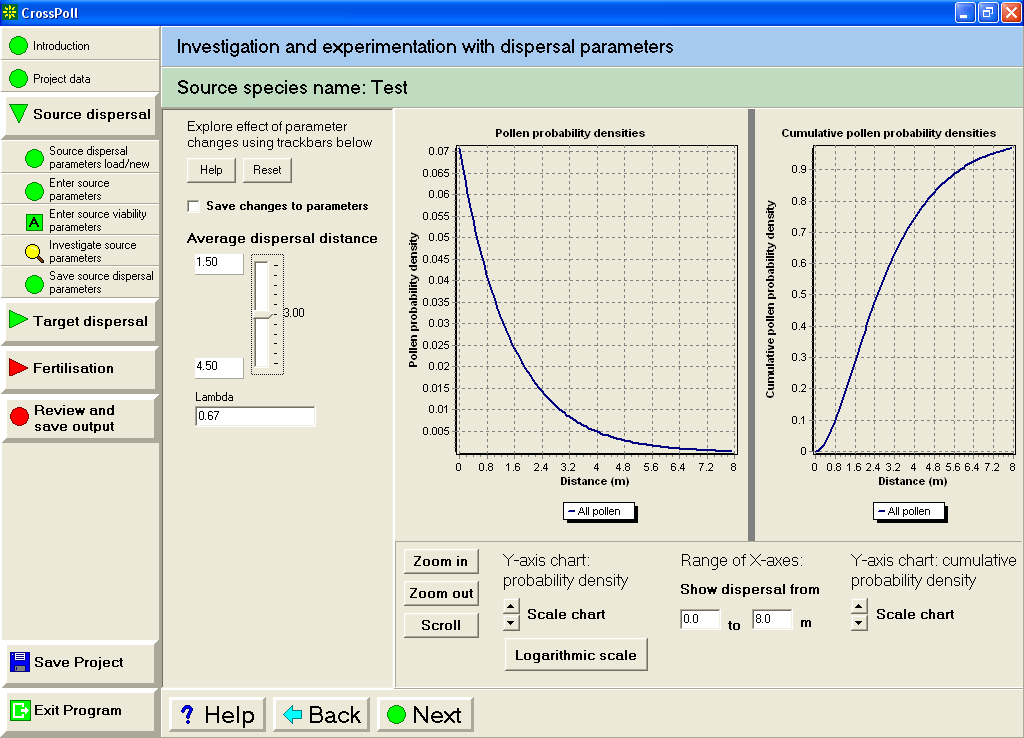 CrossPoll
Introduction
Project data
Source dispersal
Source dispersal
parameters load/new
Enter source
parameters
A
Enter source viability
parameters
Investigate source
parameters
Save source dispersal
parameters
Target dispersal
Fertilisation
Review and
save output
Save Project
Exit Program
Investigation and experimentation with dispersal parameters
Source species name: Test
Explore effect of parameter
changes using trackbars below
Help
Reset
Save changes to parameters
Average dispersal distance
1.50
3.00
4.50
Lambda
0.67
Pollen probability densities
Pollen probability density
0.07
0.065
0.06
0.055
0.05
0.045
0.04
0.035
0.03
0.025
0.02
0.015
0.01
0.005
0 0.8 1.6 2.4 3.2 4 4.8 5.6 6.4 7.2 8
Distance (m)
All pollen
Cumulative pollen probability densities
Cumulative pollen probability density
0.9
0.8
0.7
0.6
0.5
0.4
0.3
0.2
0.1
0
0 0.8 1.6 2.4 3.2 4 4.8 5.6 6.4 7.2 8
Distance (m)
All pollen
Zoom in
Zoom out
Scroll
Y-axis chart:
probability density
Scale chart
Logarithmic scale
Range of X-axes:
Show dispersal from
0.0 to 8.0 m
Y-axis chart: cumulative
probability density
Scale chart
? Help
Back
Next